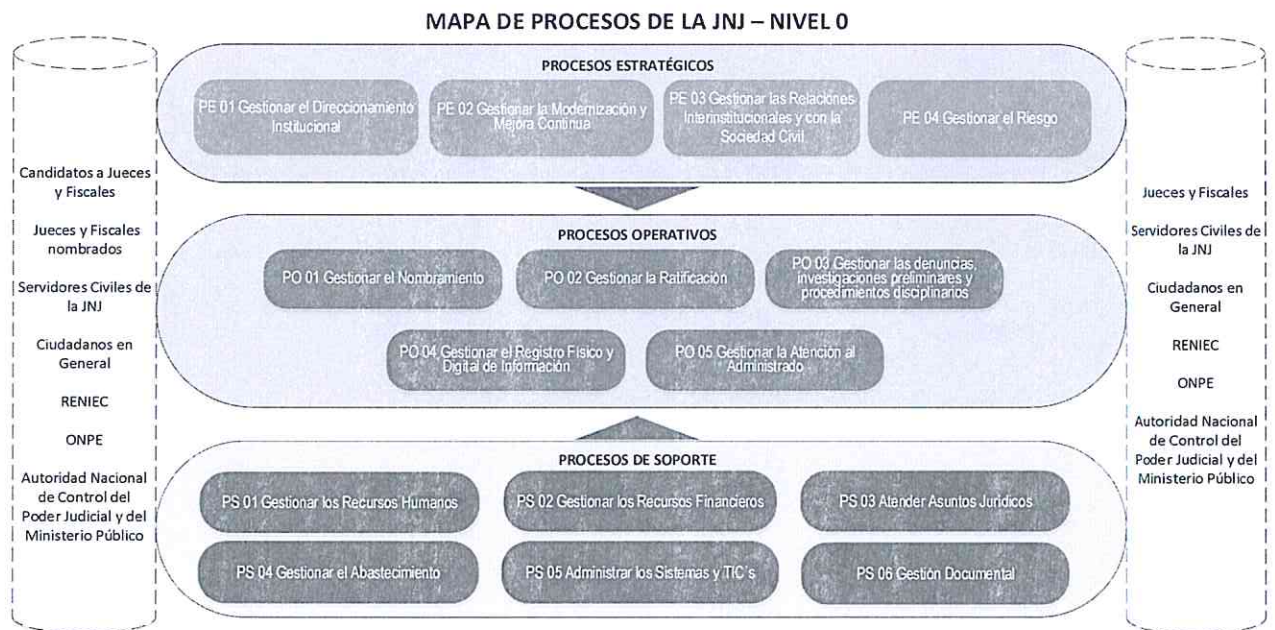 MAPA DE PROCESOS DE LA JNJ – NIVEL 0
Candidatos a Jueces
y Fiscales
Jueces y Fiscales
nombrados
Servidores Civiles de
la JNJ
Ciudadanos en
General
RENIEC
ONPE
Autoridad Nacional
de Control del
Poder Judicial y del
Ministerio Público
PROCESOS ESTRATÉGICOS
PE 01 Gestionar el Direccionamiento
Institucional
PE 02 Gestionar la Modernización y
Mejora Continua
PE 03 Gestionar las Relaciones
Interinstitucionales y con la
Sociedad Civil
PE 04 Gestionar el Riesgo
PROCESOS OPERATIVOS
PO 01 Gestionar el Nombramiento
PO 02 Gestionar la Ratificación
PO 03 Gestionar las denuncias,
investigaciones preliminares y
procedimientos disciplinarios
PO 04 Gestionar el Registro Físico y
Digital de Información
PO 05 Gestionar la Atención al
Administrado
PROCESOS DE SOPORTE
PS 01 Gestionar los Recursos Humanos
PS 02 Gestionar los Recursos Financieros
PS 03 Atender Asuntos Jurídicos
PS 04 Gestionar el Abastecimiento
PS 05 Administrar los Sistemas y TIC´s
PS 06 Gestión Documental
Jueces y Fiscales
Servidores Civiles de
la JNJ
Ciudadanos en
General
RENIEC
ONPE
Autoridad Nacional
de Control del
Poder Judicial y del
Ministerio Público